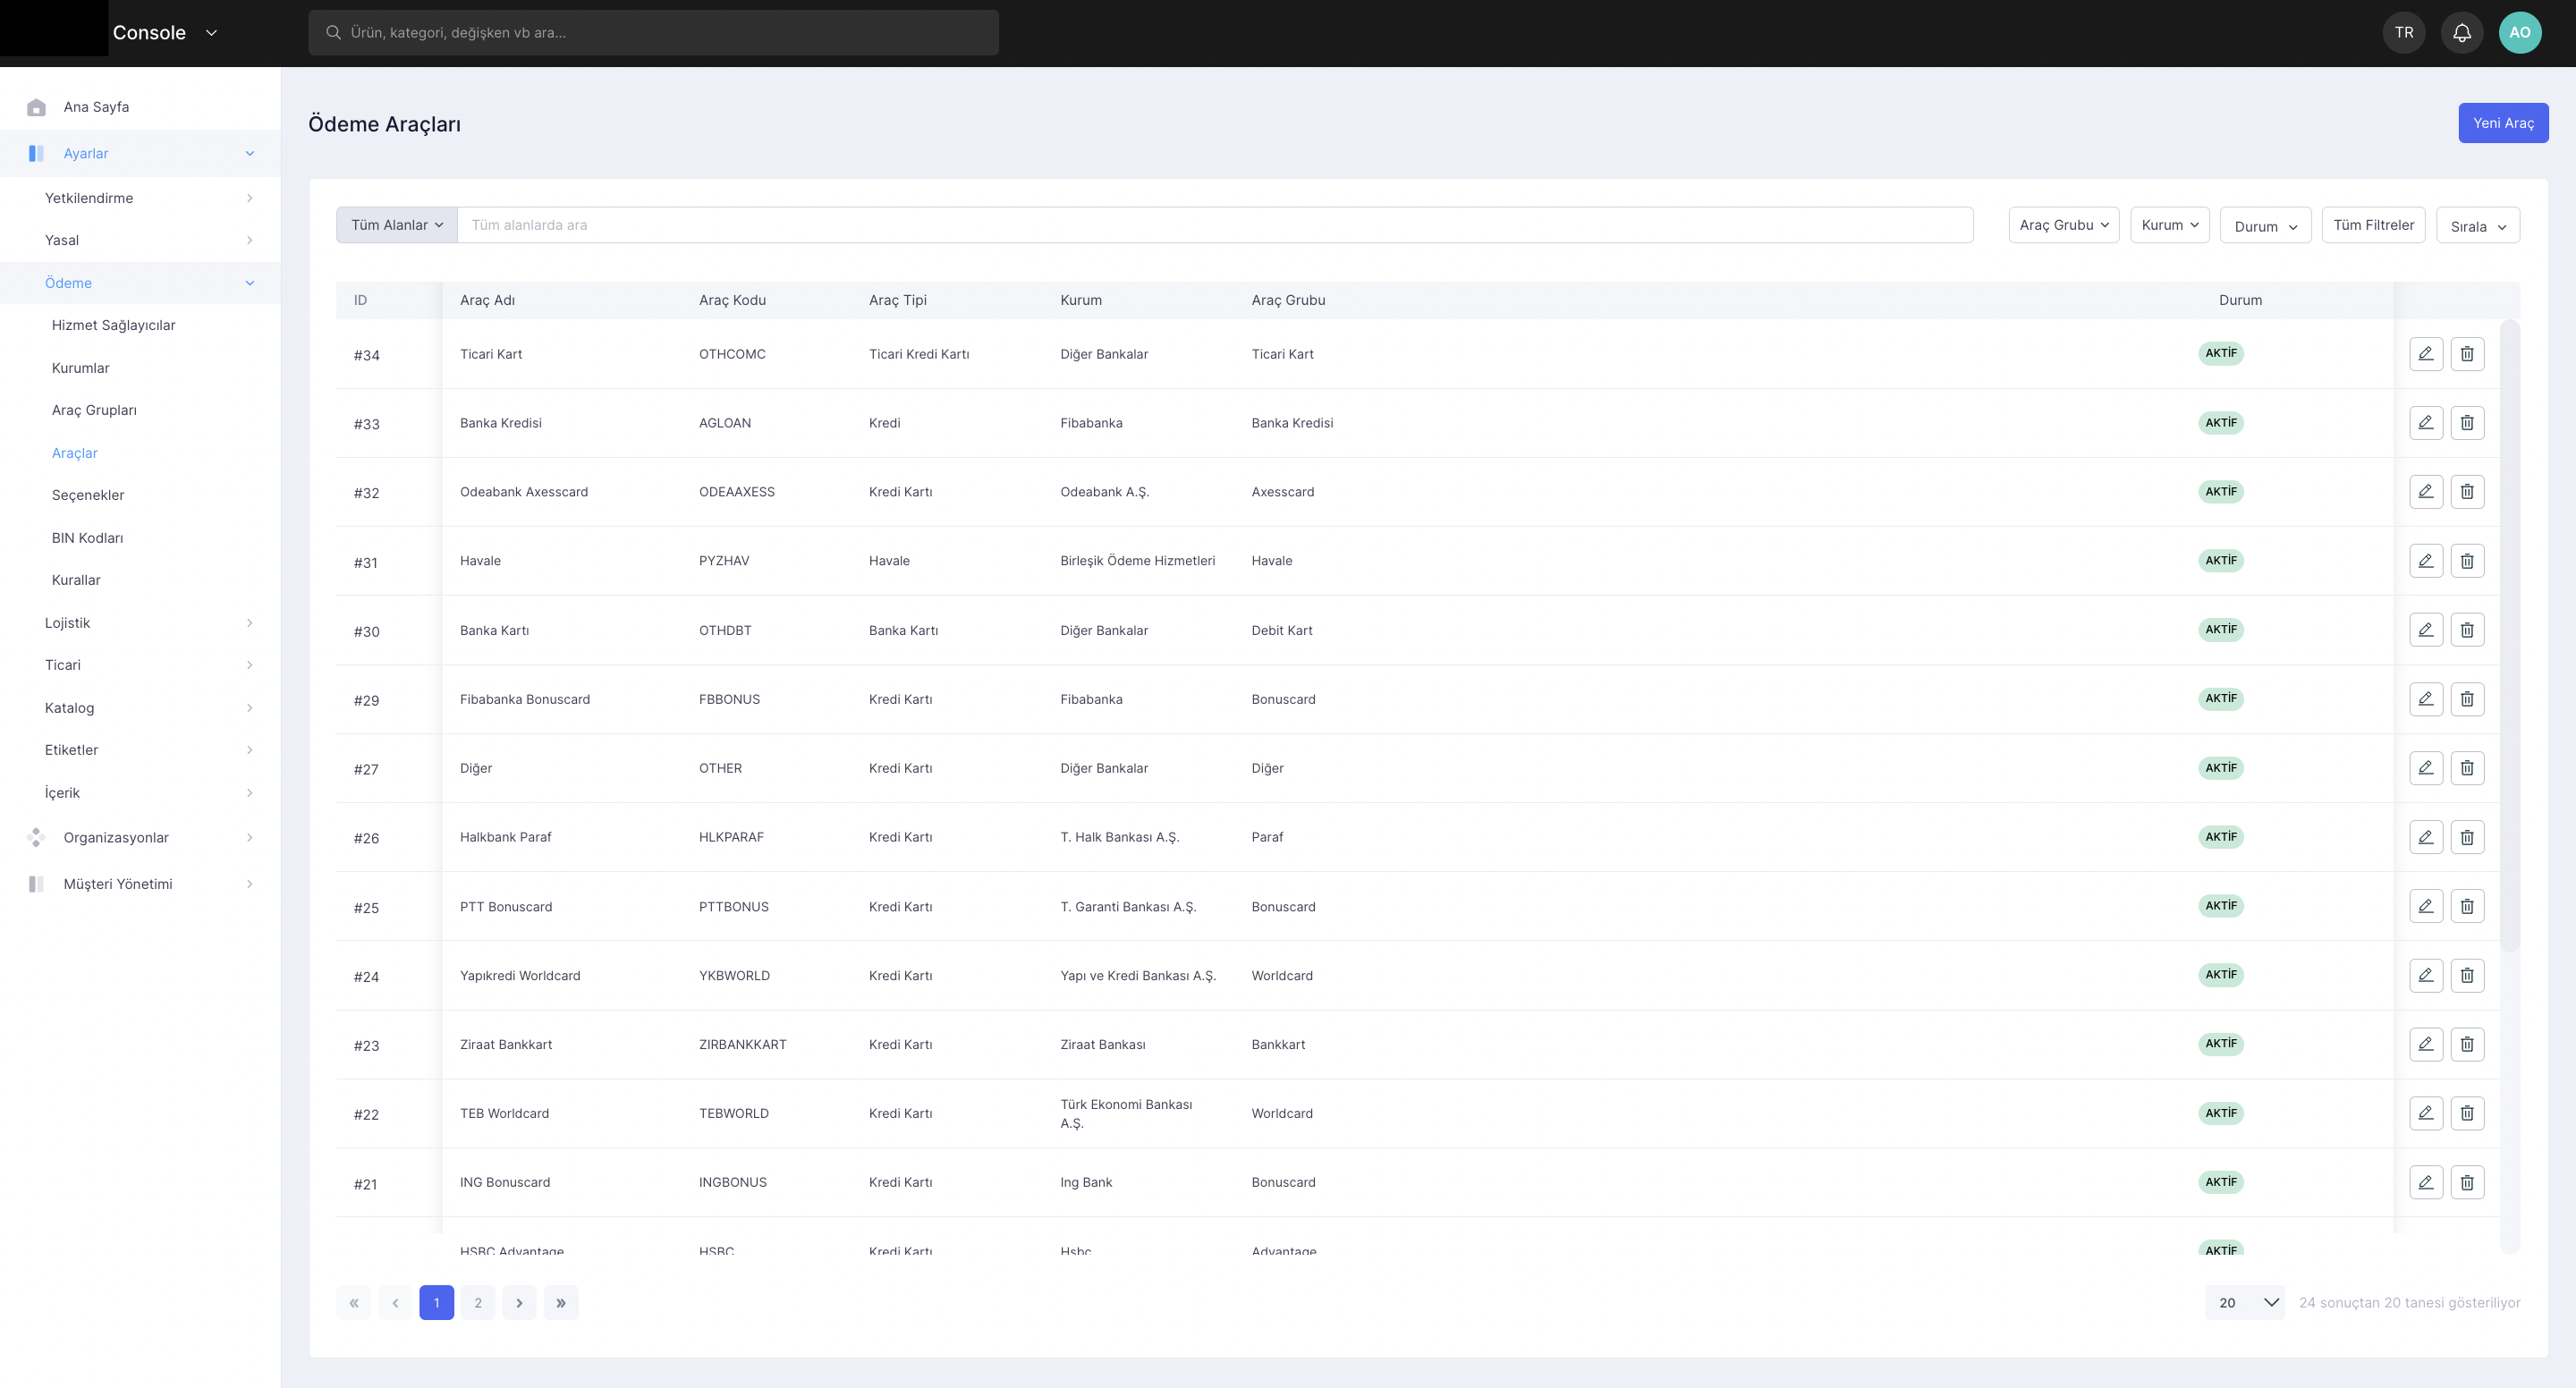 Console
Ürün, kategori, değişken vb ara...
TR
AO
Ana Sayfa
Ayarlar
Yetkilendirme
Yasal
Ödeme
Hizmet Sağlayıcılar
Kurumlar
Araç Grupları
Araçlar
Seçenekler
BIN Kodları
Kurallar
Lojistik
Ticari
Katalog
Etiketler
İçerik
Organizasyonlar
Müşteri Yönetimi
Ödeme Araçları
Yeni Araç
Tüm Alanlar Tüm alanlarda ara Araç Grubu Kurum Durum Tüm Filtreler Sırala
ID Araç Adı Araç Kodu Araç Tipi Kurum Araç Grubu Durum
#34 Ticari Kart OTHCOMC Ticari Kredi Kartı Diğer Bankalar Ticari Kart AKTİF
#33 Banka Kredisi AGLOAN Kredi Fibabanka Banka Kredisi AKTİF
#32 Odeabank Axesscard ODEAAXESS Kredi Kartı Odeabank A.Ş. Axesscard AKTİF
#31 Havale PYZHAV Havale Birleşik Ödeme Hizmetleri Havale AKTİF
#30 Banka Kartı OTHDBT Banka Kartı Diğer Bankalar Debit Kart AKTİF
#29 Fibabanka Bonuscard FBBONUS Kredi Kartı Fibabanka Bonuscard AKTİF
#27 Diğer OTHER Kredi Kartı Diğer Bankalar Diğer AKTİF
#26 Halkbank Paraf HLKPARAF Kredi Kartı T. Halk Bankası A.Ş. Paraf AKTİF
#25 PTT Bonuscard PTTBONUS Kredi Kartı T. Garanti Bankası A.Ş. Bonuscard AKTİF
#24 Yapıkredi Worldcard YKBWORLD Kredi Kartı Yapı ve Kredi Bankası A.Ş. Worldcard AKTİF
#23 Ziraat Bankkart ZIRBANKKART Kredi Kartı Ziraat Bankası Bankkart AKTİF
#22 TEB Worldcard TEBWORLD Kredi Kartı Türk Ekonomi Bankası A.Ş. Worldcard AKTİF
#21 ING Bonuscard INGBONUS Kredi Kartı Ing Bank Bonuscard AKTİF
HSBC Advantage HSBC Kredi Kartı Hsbc Advantage AKTİF
« ‹ 1 2 › »
20 24 sonuçtan 20 tanesi gösteriliyor